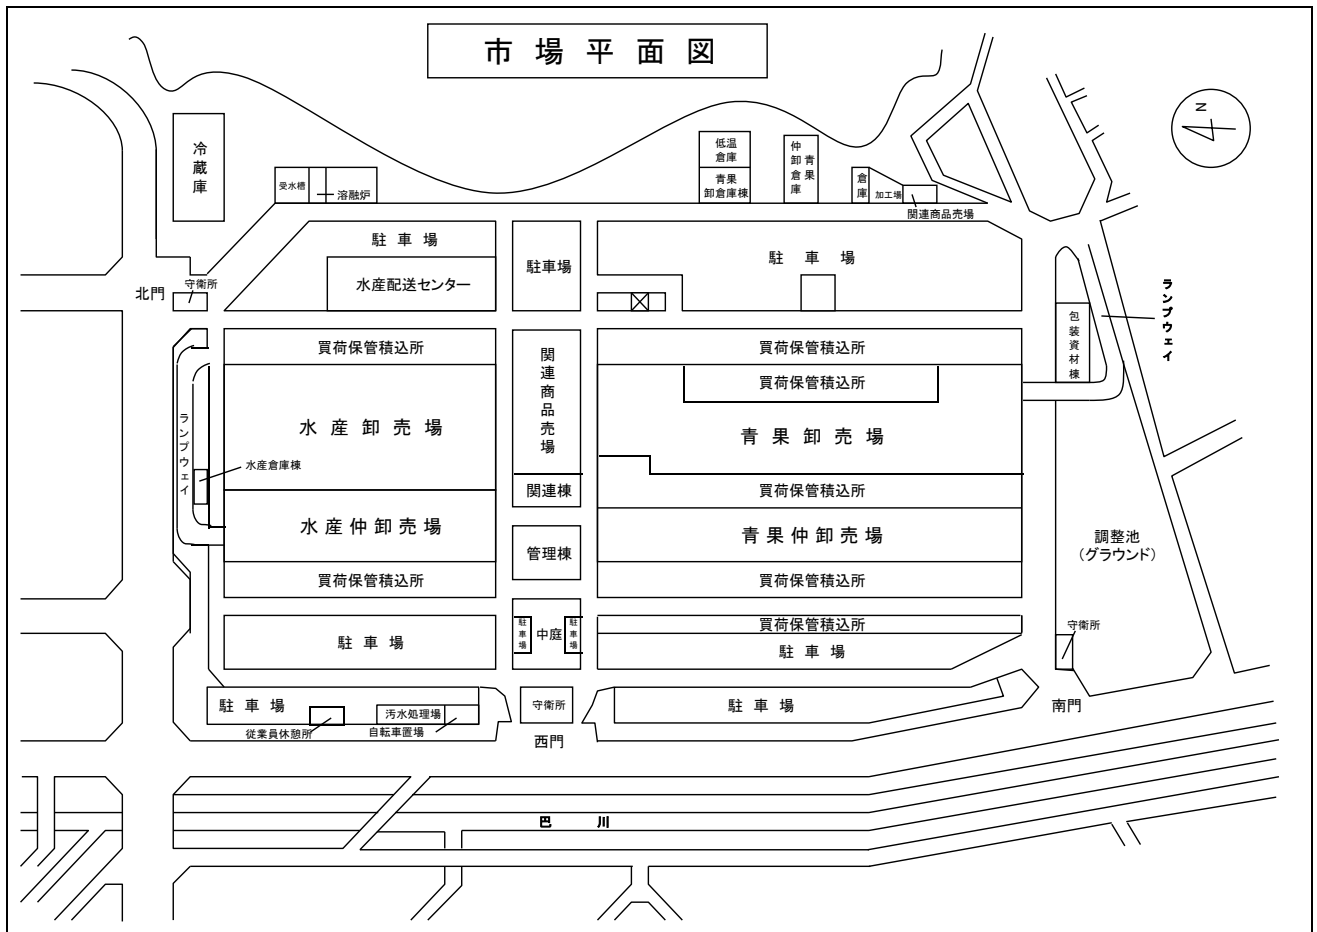 市場平面図
N
冷蔵庫
受水槽
溶融炉
低温
倉庫
青果
卸倉庫棟
仲卸倉庫
青果
倉庫
加工場
関連商品売場
駐車場
水産配送センター
駐車場
駐車場
北門
守衛所
ランプウェイ
包装資材棟
買荷保管積込所
関連商品売場
買荷保管積込所
買荷保管積込所
水産卸売場
青果卸売場
ランプウェイ
水産倉庫棟
関連棟
買荷保管積込所
水産仲卸売場
管理棟
青果仲卸売場
調整池
(グラウンド)
買荷保管積込所
買荷保管積込所
駐車場
駐車場
中庭
駐車場
買荷保管積込所
駐車場
守衛所
駐車場
従業員休憩所
汚水処理場
自転車置場
守衛所
西門
駐車場
南門
巴川